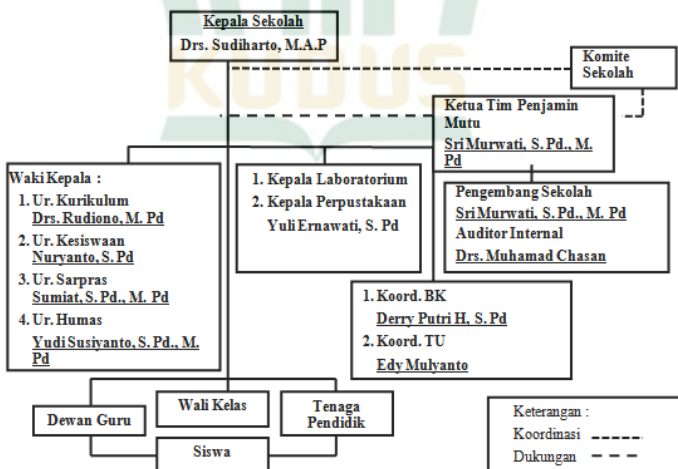 KUDUS
Kepala Sekolah
Drs. Sudiharto, M.A.P
Komite
Sekolah
Ketua Tim Penjamin
Mutu
Sri Murwati, S. Pd., M.
Pd
Waki Kepala :
1. Ur. Kurikulum
Drs. Rudiono, M. Pd
2. Ur. Kesiswaan
Nuryanto, S. Pd
3. Ur. Sarpras
Sumiat, S. Pd., M. Pd
4. Ur. Humas
Yudi Susiyanto, S. Pd., M.
Pd
1. Kepala Laboratorium
2. Kepala Perpustakaan
Yuli Ernawati, S. Pd
Pengembang Sekolah
Sri Murwati, S. Pd., M. Pd
Auditor Internal
Drs. Muhamad Chasan
1. Koord. BK
Derry Putri H, S. Pd
2. Koord. TU
Edy Mulyanto
Dewan Guru
Wali Kelas
Tenaga
Pendidik
Siswa
Keterangan :
Koordinasi
Dukungan